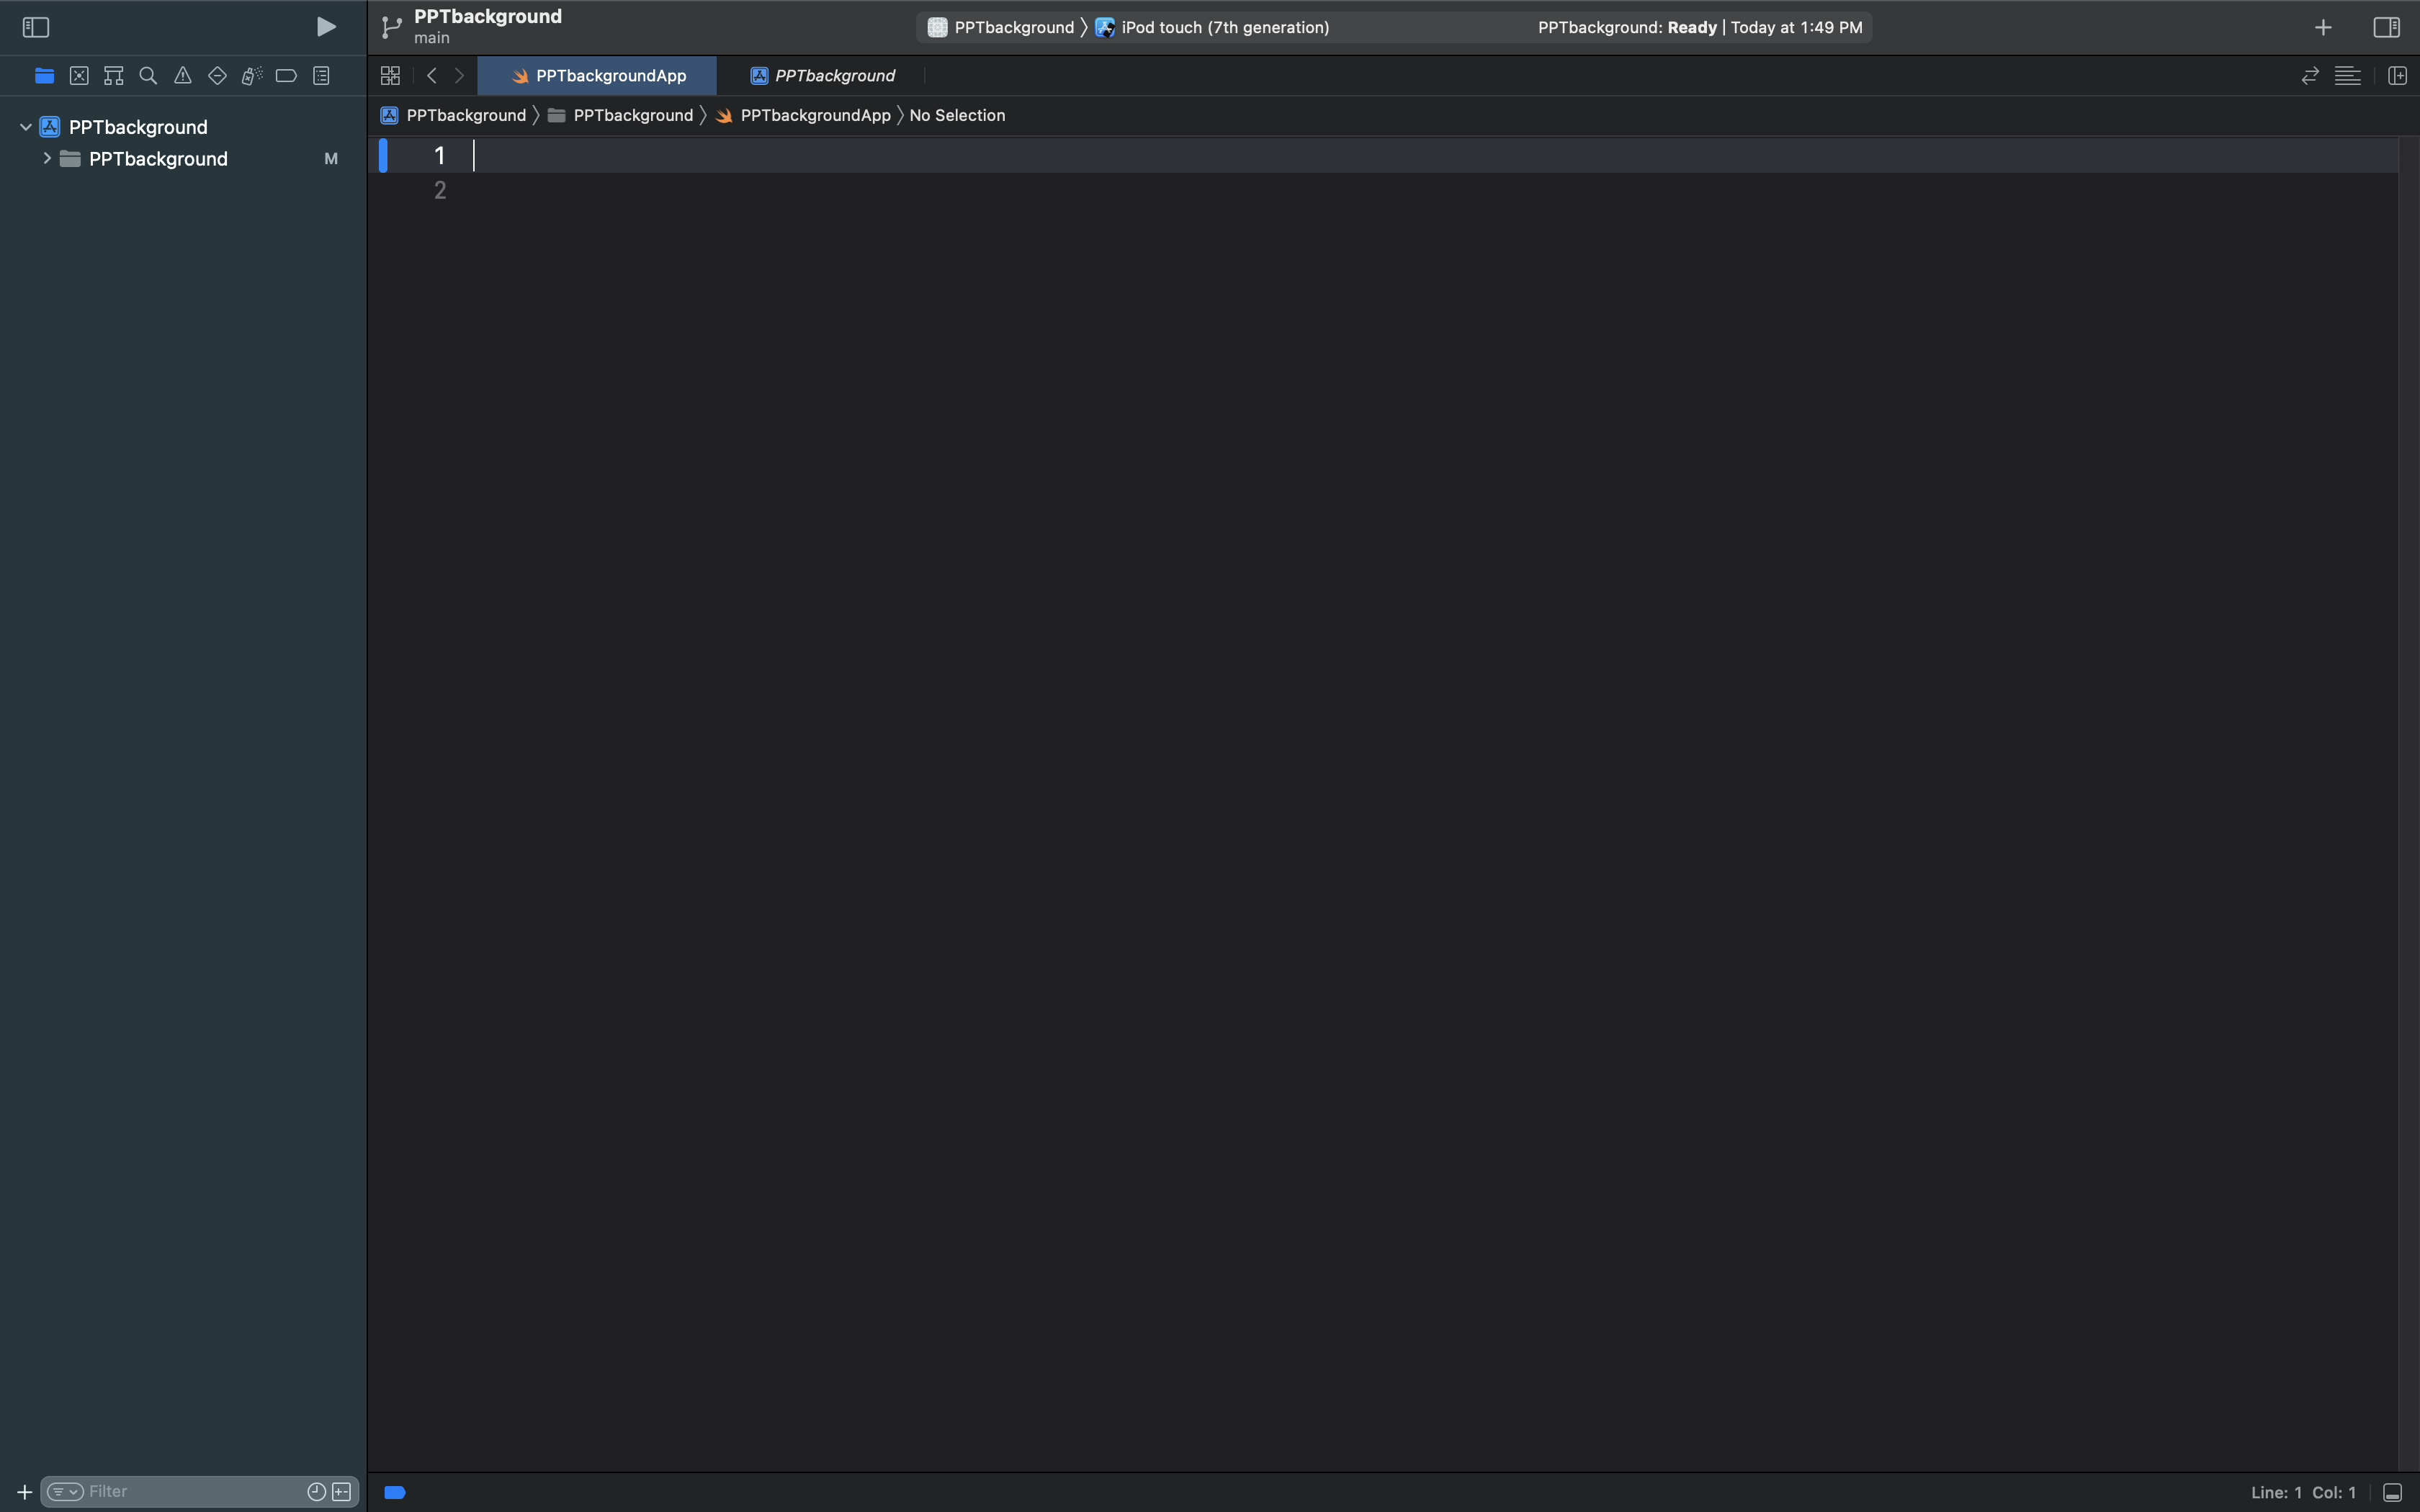 PPTbackground
main
PPTbackground
iPod touch (7th generation)
PPTbackground: Ready | Today at 1:49 PM
PPTbackgroundApp
PPTbackground
PPTbackground
PPTbackground
PPTbackgroundApp
No Selection
PPTbackground
PPTbackground
M
1
2
Filter
Line: 1 Col: 1